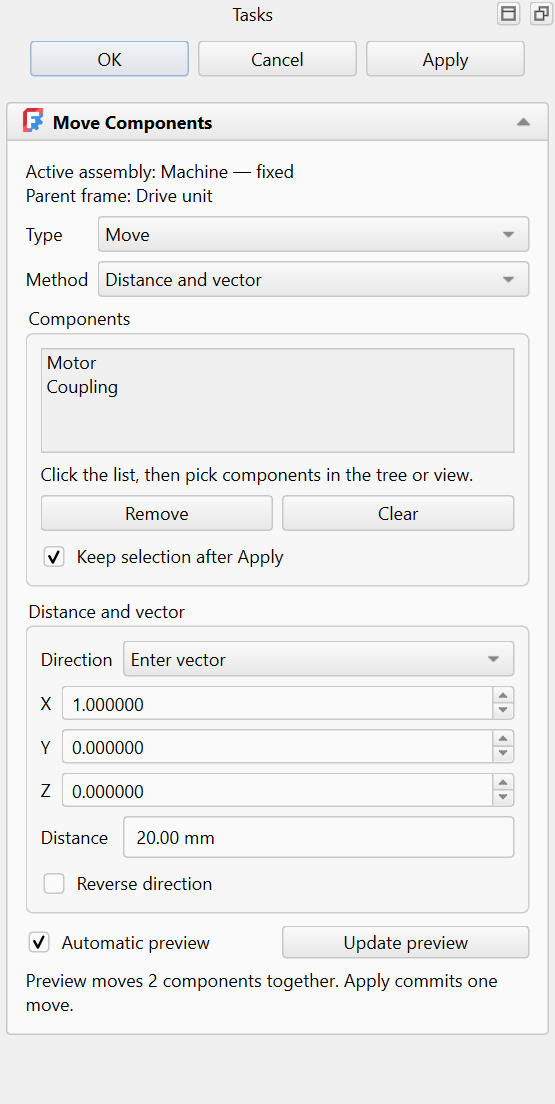 Tasks
OK Cancel Apply
Move Components
Active assembly: Machine — fixed
Parent frame: Drive unit
Type Move
Method Distance and vector
Components
Motor
Coupling
Click the list, then pick components in the tree or view.
Remove Clear
Keep selection after Apply
Distance and vector
Direction Enter vector
X 1.000000
Y 0.000000
Z 0.000000
Distance 20.00 mm
Reverse direction
Automatic preview Update preview
Preview moves 2 components together. Apply commits one
move.